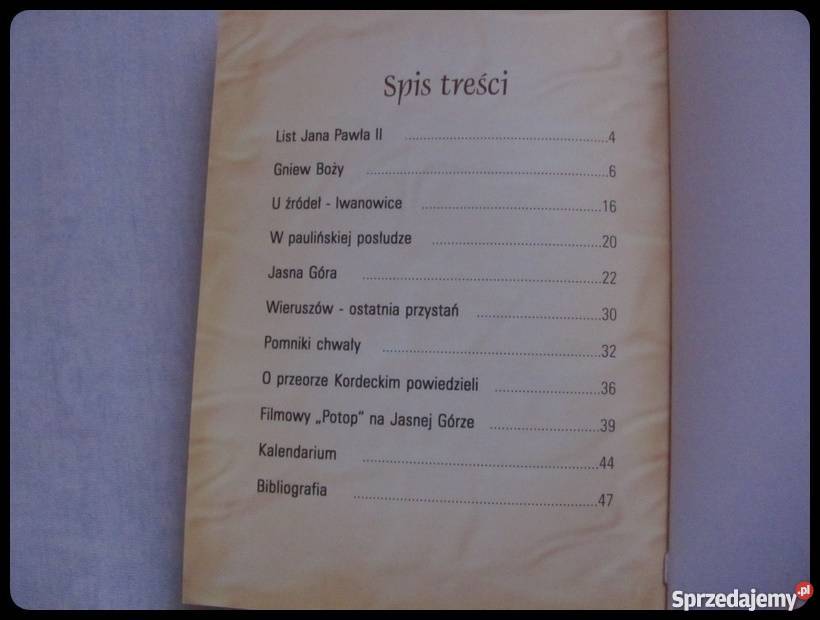 Spis treści
List Jana Pawła II ........ 4
Gniew Boży ........ 6
U źródeł - Iwanowice ........ 16
W paulińskiej posłudze ........ 20
Jasna Góra ........ 22
Wieruszów - ostatnia przystań ........ 30
Pomniki chwały ........ 32
O przeorze Kordeckim powiedzieli ........ 36
Filmowy „Potop” na Jasnej Górze ........ 39
Kalendarium ........ 44
Bibliografia ........ 47
Sprzedajemy.pl